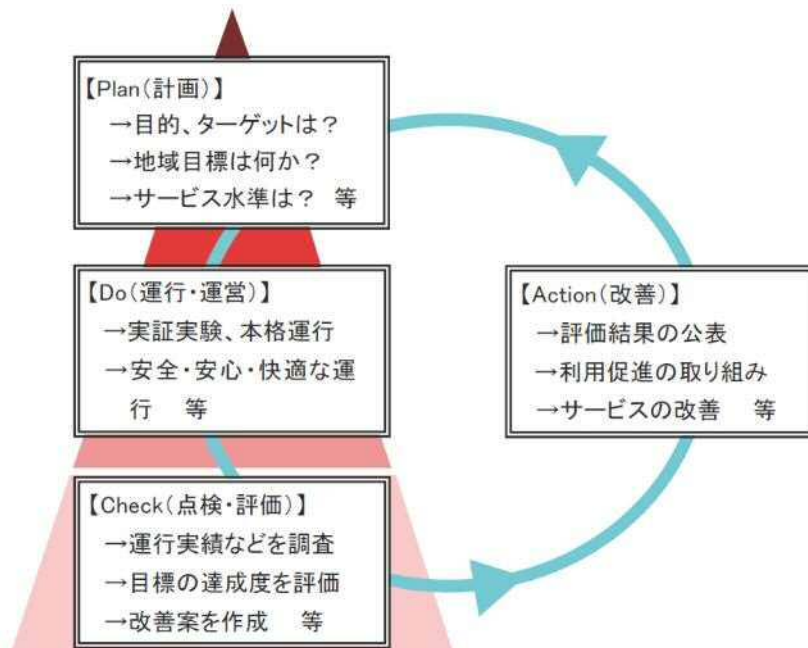 【Plan(計画)】
→目的、ターゲットは？
→地域目標は何か？
→サービス水準は？ 等
【Do(運行・運営)】
→実証実験、本格運行
→安全・安心・快適な運
行 等
【Check(点検・評価)】
→運行実績などを調査
→目標の達成度を評価
→改善案を作成 等
【Action(改善)】
→評価結果の公表
→利用促進の取り組み
→サービスの改善 等